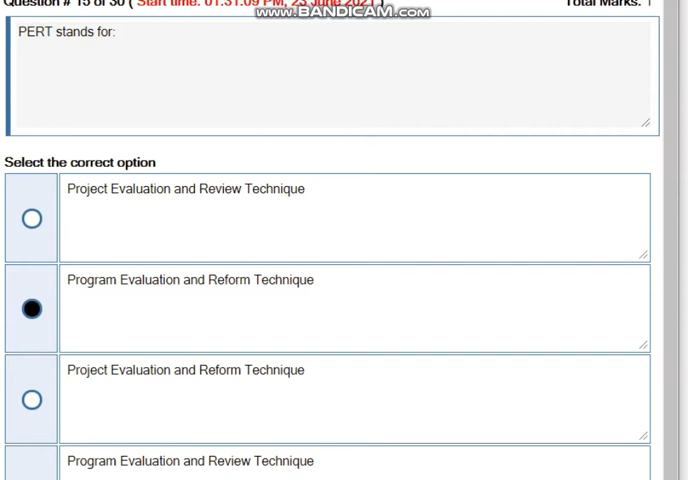 Question # 15 of 30 ( Start time: 01:31:09 PM, 23 June 2021 ) Total Marks: 1
www.BANDICAM.com
PERT stands for:
Select the correct option
Project Evaluation and Review Technique
Program Evaluation and Reform Technique
Project Evaluation and Reform Technique
Program Evaluation and Review Technique